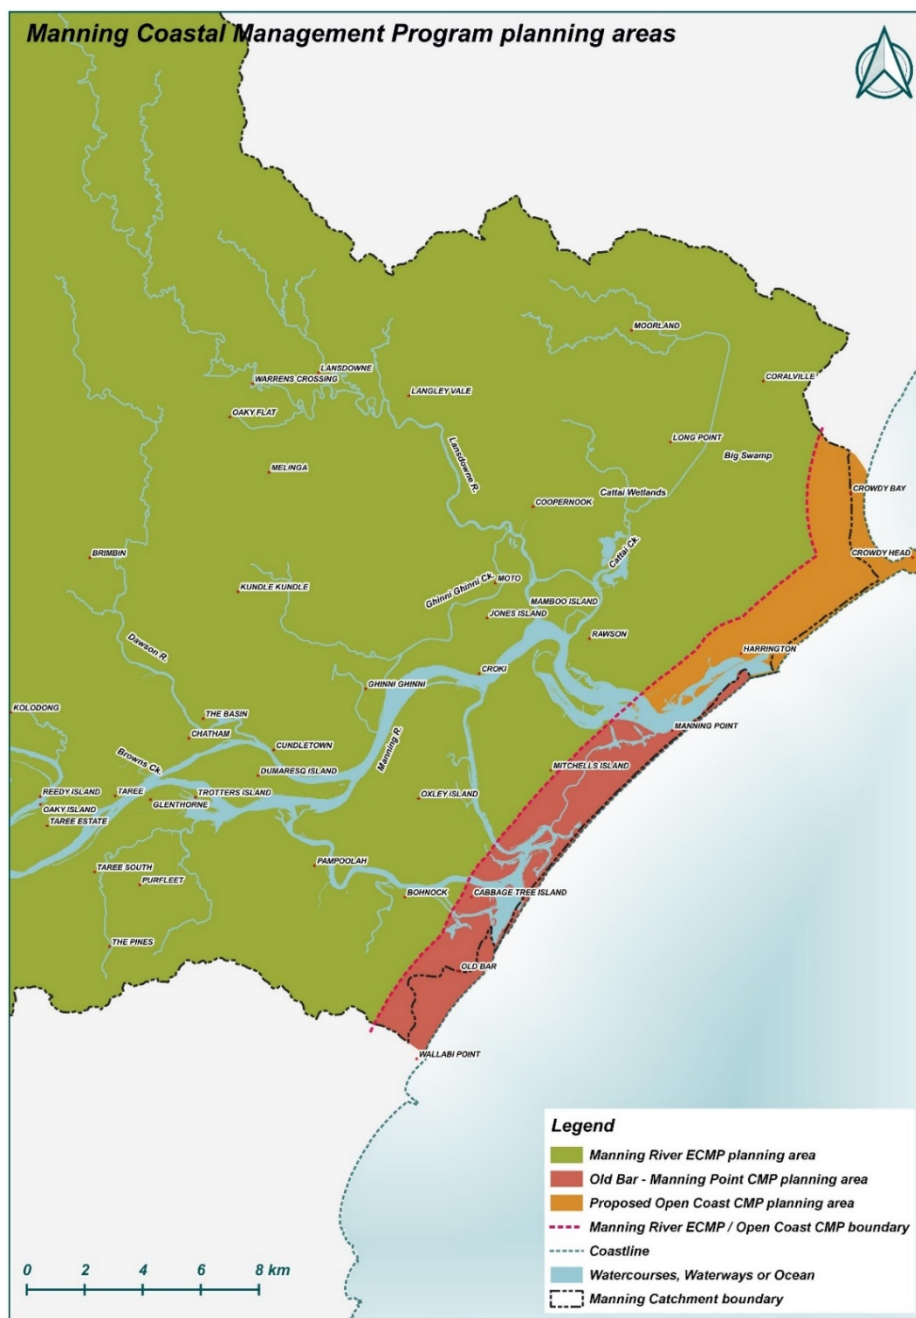 Manning Coastal Management Program planning areas
MOORLAND
LANSDOWNE
WARRENS CROSSING
CORALVILLE
LANGLEY VALE
OAKY FLAT
LONG POINT
Lansdowne R.
Big Swamp
MELINGA
Cattai Wetlands
CROWDY BAY
COOPERNOOK
BRIMBIN
Cattai Ck.
CROWDY HEAD
Ghinni Ghinni Ck.
MOTO
KUNDLE KUNDLE
MAMBOO ISLAND
JONES ISLAND
RAWSON
Dawson R.
HARRINGTON
CROKI
GHINNI GHINNI
KOLODONG
THE BASIN
MANNING POINT
CHATHAM
Manning R.
CUNDLETOWN
Browns Ck.
DUMARESQ ISLAND
MITCHELLS ISLAND
REEDY ISLAND
TAREE
TROTTERS ISLAND
OXLEY ISLAND
OAKY ISLAND
GLENTHORNE
TAREE ESTATE
PAMPOOLAH
TAREE SOUTH
PURFLEET
BOHNOCK
CABBAGE TREE ISLAND
THE PINES
OLD BAR
WALLABI POINT
Legend
Manning River ECMP planning area
Old Bar - Manning Point CMP planning area
Proposed Open Coast CMP planning area
Manning River ECMP / Open Coast CMP boundary
Coastline
Watercourses, Waterways or Ocean
Manning Catchment boundary
0 2 4 6 8 km